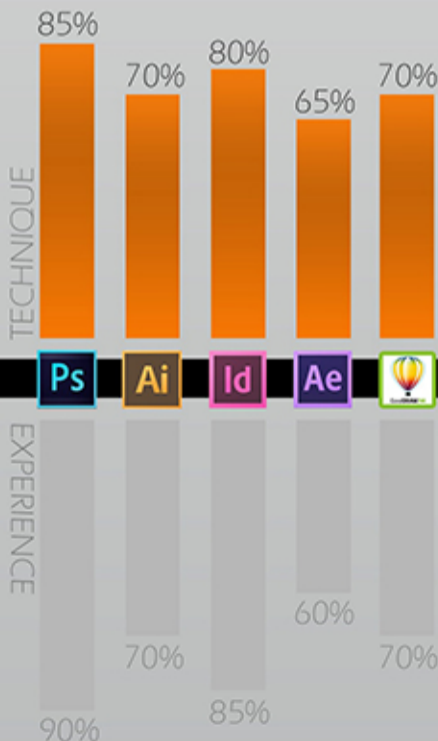 85%
70%
80%
65%
70%
TECHNIQUE
Ps
Ai
Id
Ae
EXPERIENCE
90%
70%
85%
60%
70%